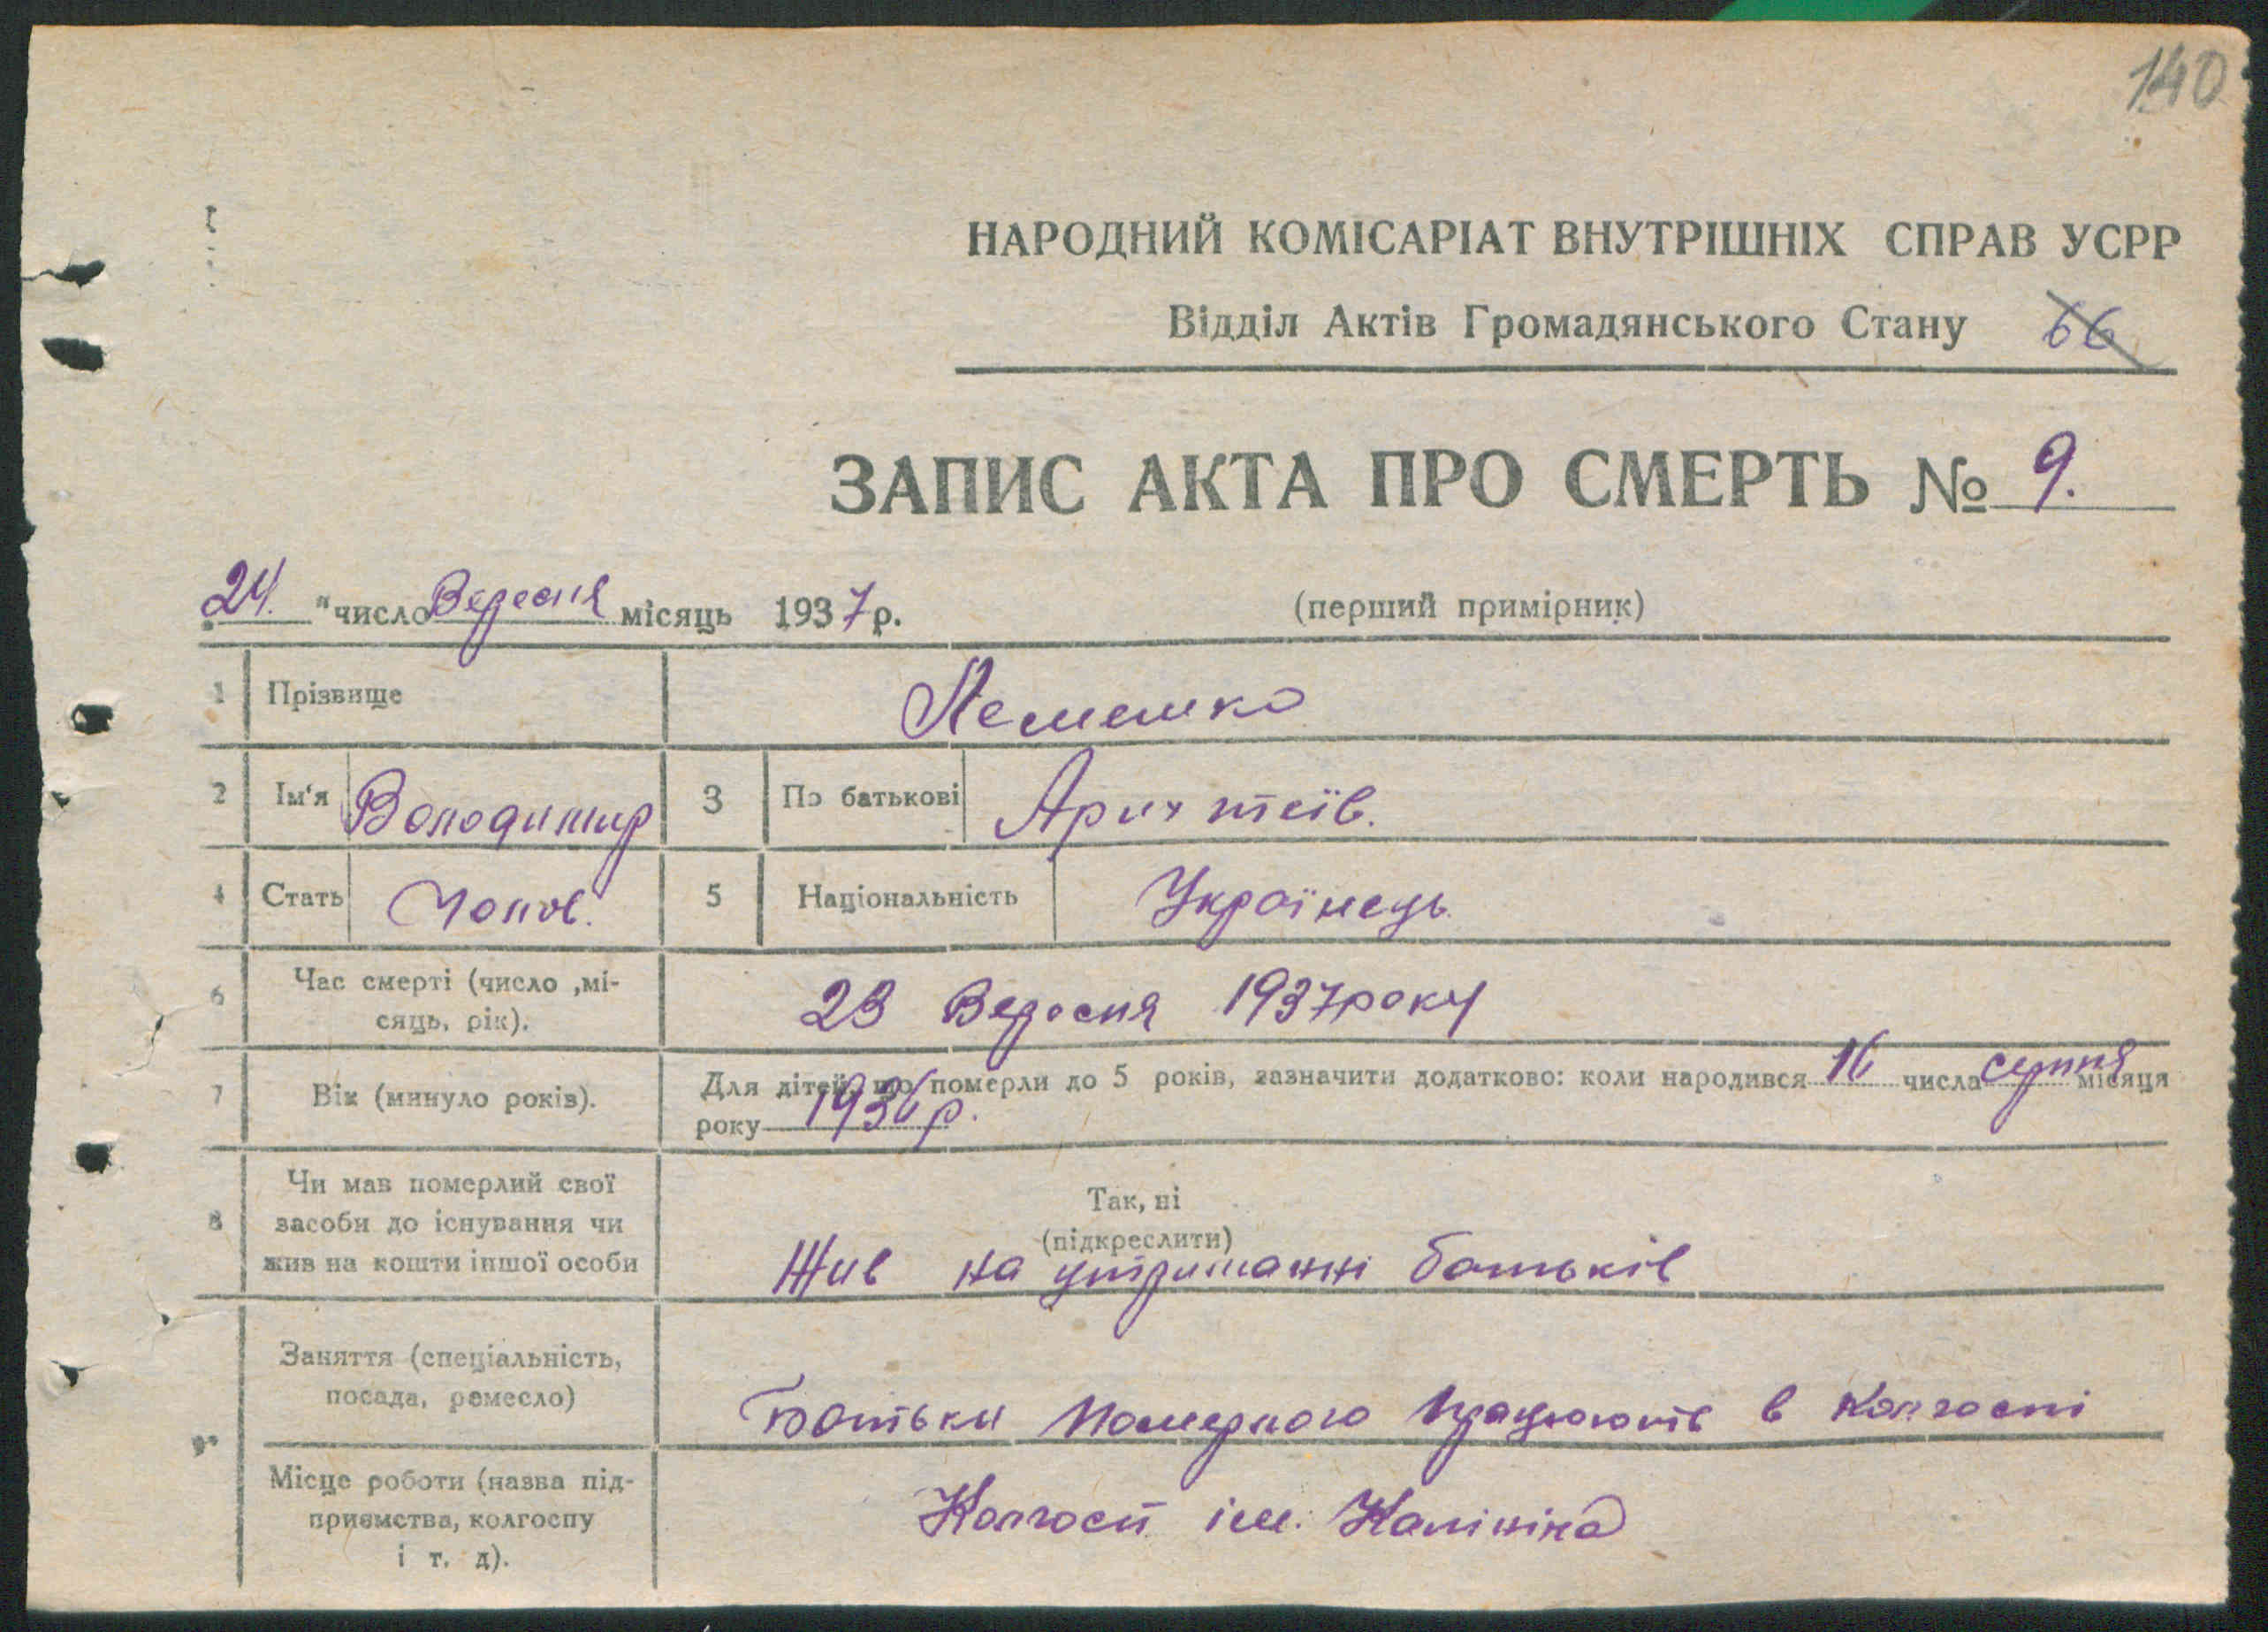 140
НАРОДНИЙ КОМІСАРІАТ ВНУТРІШНІХ СПРАВ УСРР
Відділ Актів Громадянського Стану 66
ЗАПИС АКТА ПРО СМЕРТЬ № 9.
„24." число Вересня місяць 1937 р. (перший примірник)
1 Прізвище Лемешко
2 Ім'я Володимир 3 По батькові
4 Стать Чолов. 5 Національність Українець
6 Час смерті (число ,мі-
сяць, рік).
23 Вересня 1937 року
7 Вік (минуло років).
Для дітей, що померли до 5 років, зазначити додатково: коли народився 16 числа серпня місяця
року 1936 р.
8 Чи мав померлий свої
засоби до існування чи
жив на кошти іншої особи
Так, ні
(підкреслити)
Жив на утриманні батьків
9 Заняття (спеціальність,
посада, ремесло)
Батьки Померлого Працюють в Колгоспі
Місце роботи (назва під-
приємства, колгоспу
і т. д).
Колгосп ім. Калініна